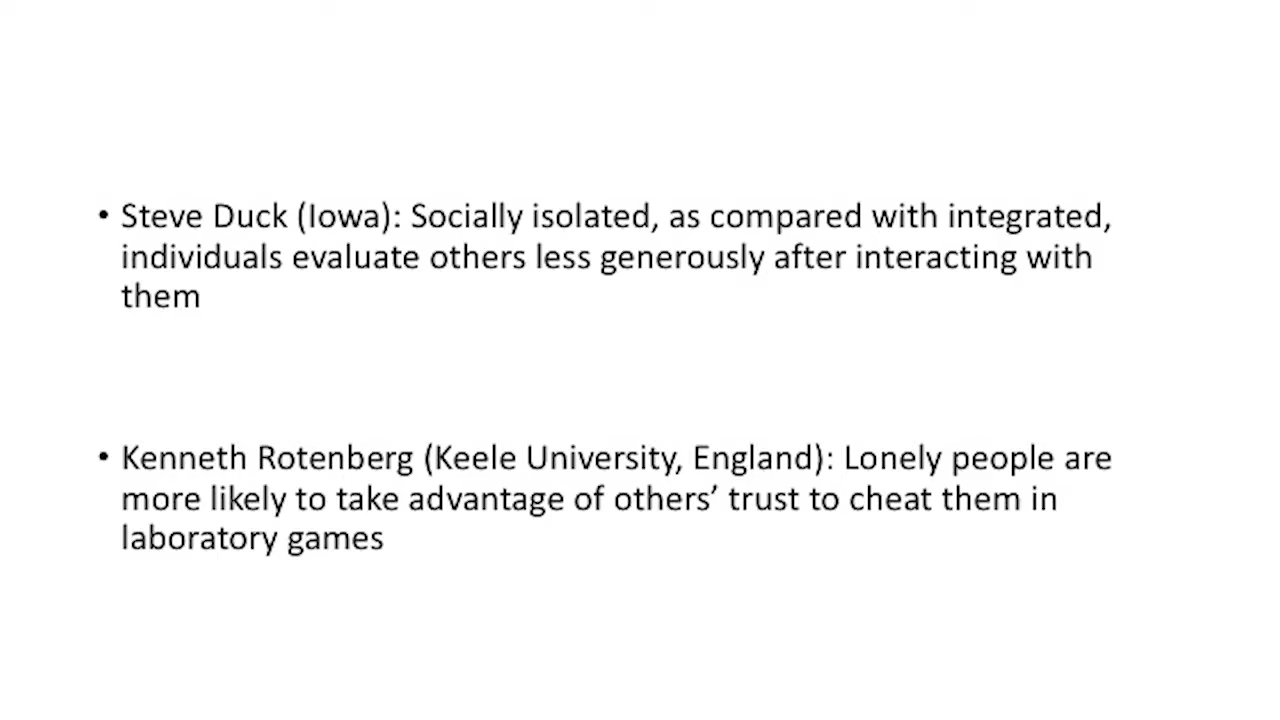 • Steve Duck (Iowa): Socially isolated, as compared with integrated,
individuals evaluate others less generously after interacting with
them
• Kenneth Rotenberg (Keele University, England): Lonely people are
more likely to take advantage of others’ trust to cheat them in
laboratory games